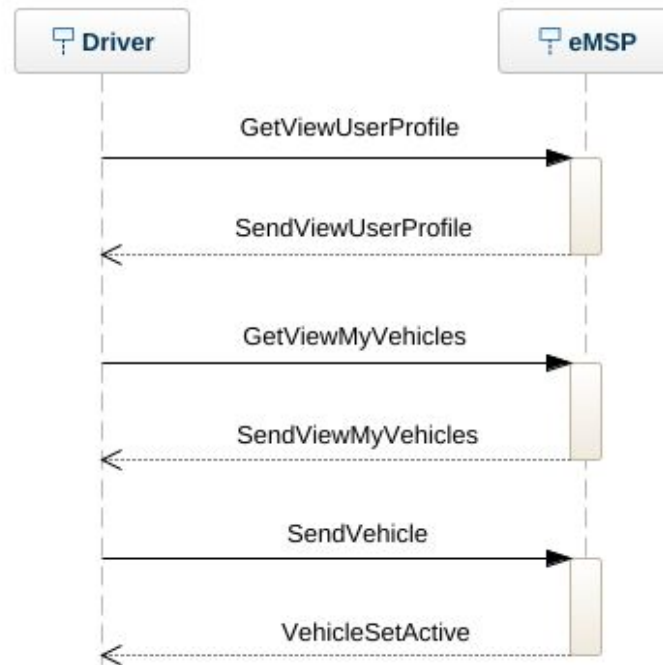 Driver
eMSP
GetViewUserProfile
SendViewUserProfile
GetViewMyVehicles
SendViewMyVehicles
SendVehicle
VehicleSetActive